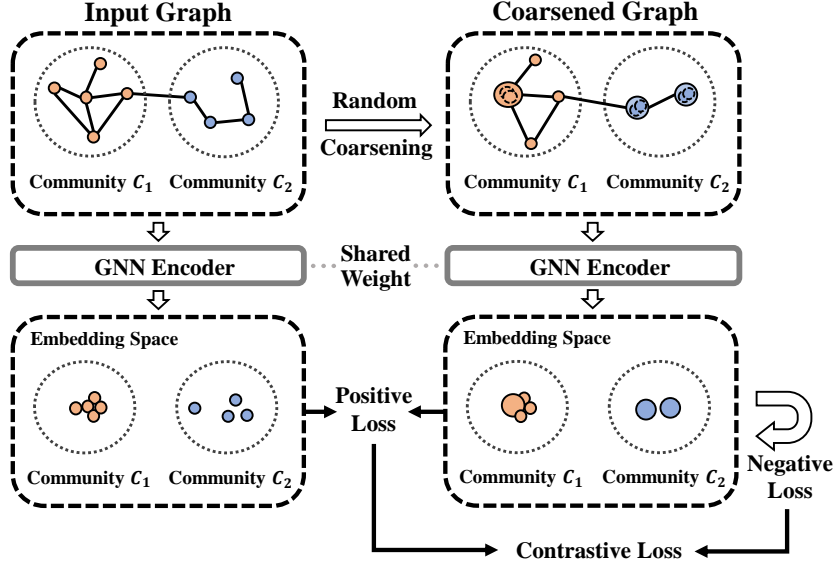 Input Graph
Coarsened Graph
Community C₁
Community C₂
Random
Coarsening
Community C₁
Community C₂
GNN Encoder
Shared
Weight
GNN Encoder
Embedding Space
Community C₁
Community C₂
Positive
Loss
Embedding Space
Community C₁
Community C₂
Negative
Loss
Contrastive Loss